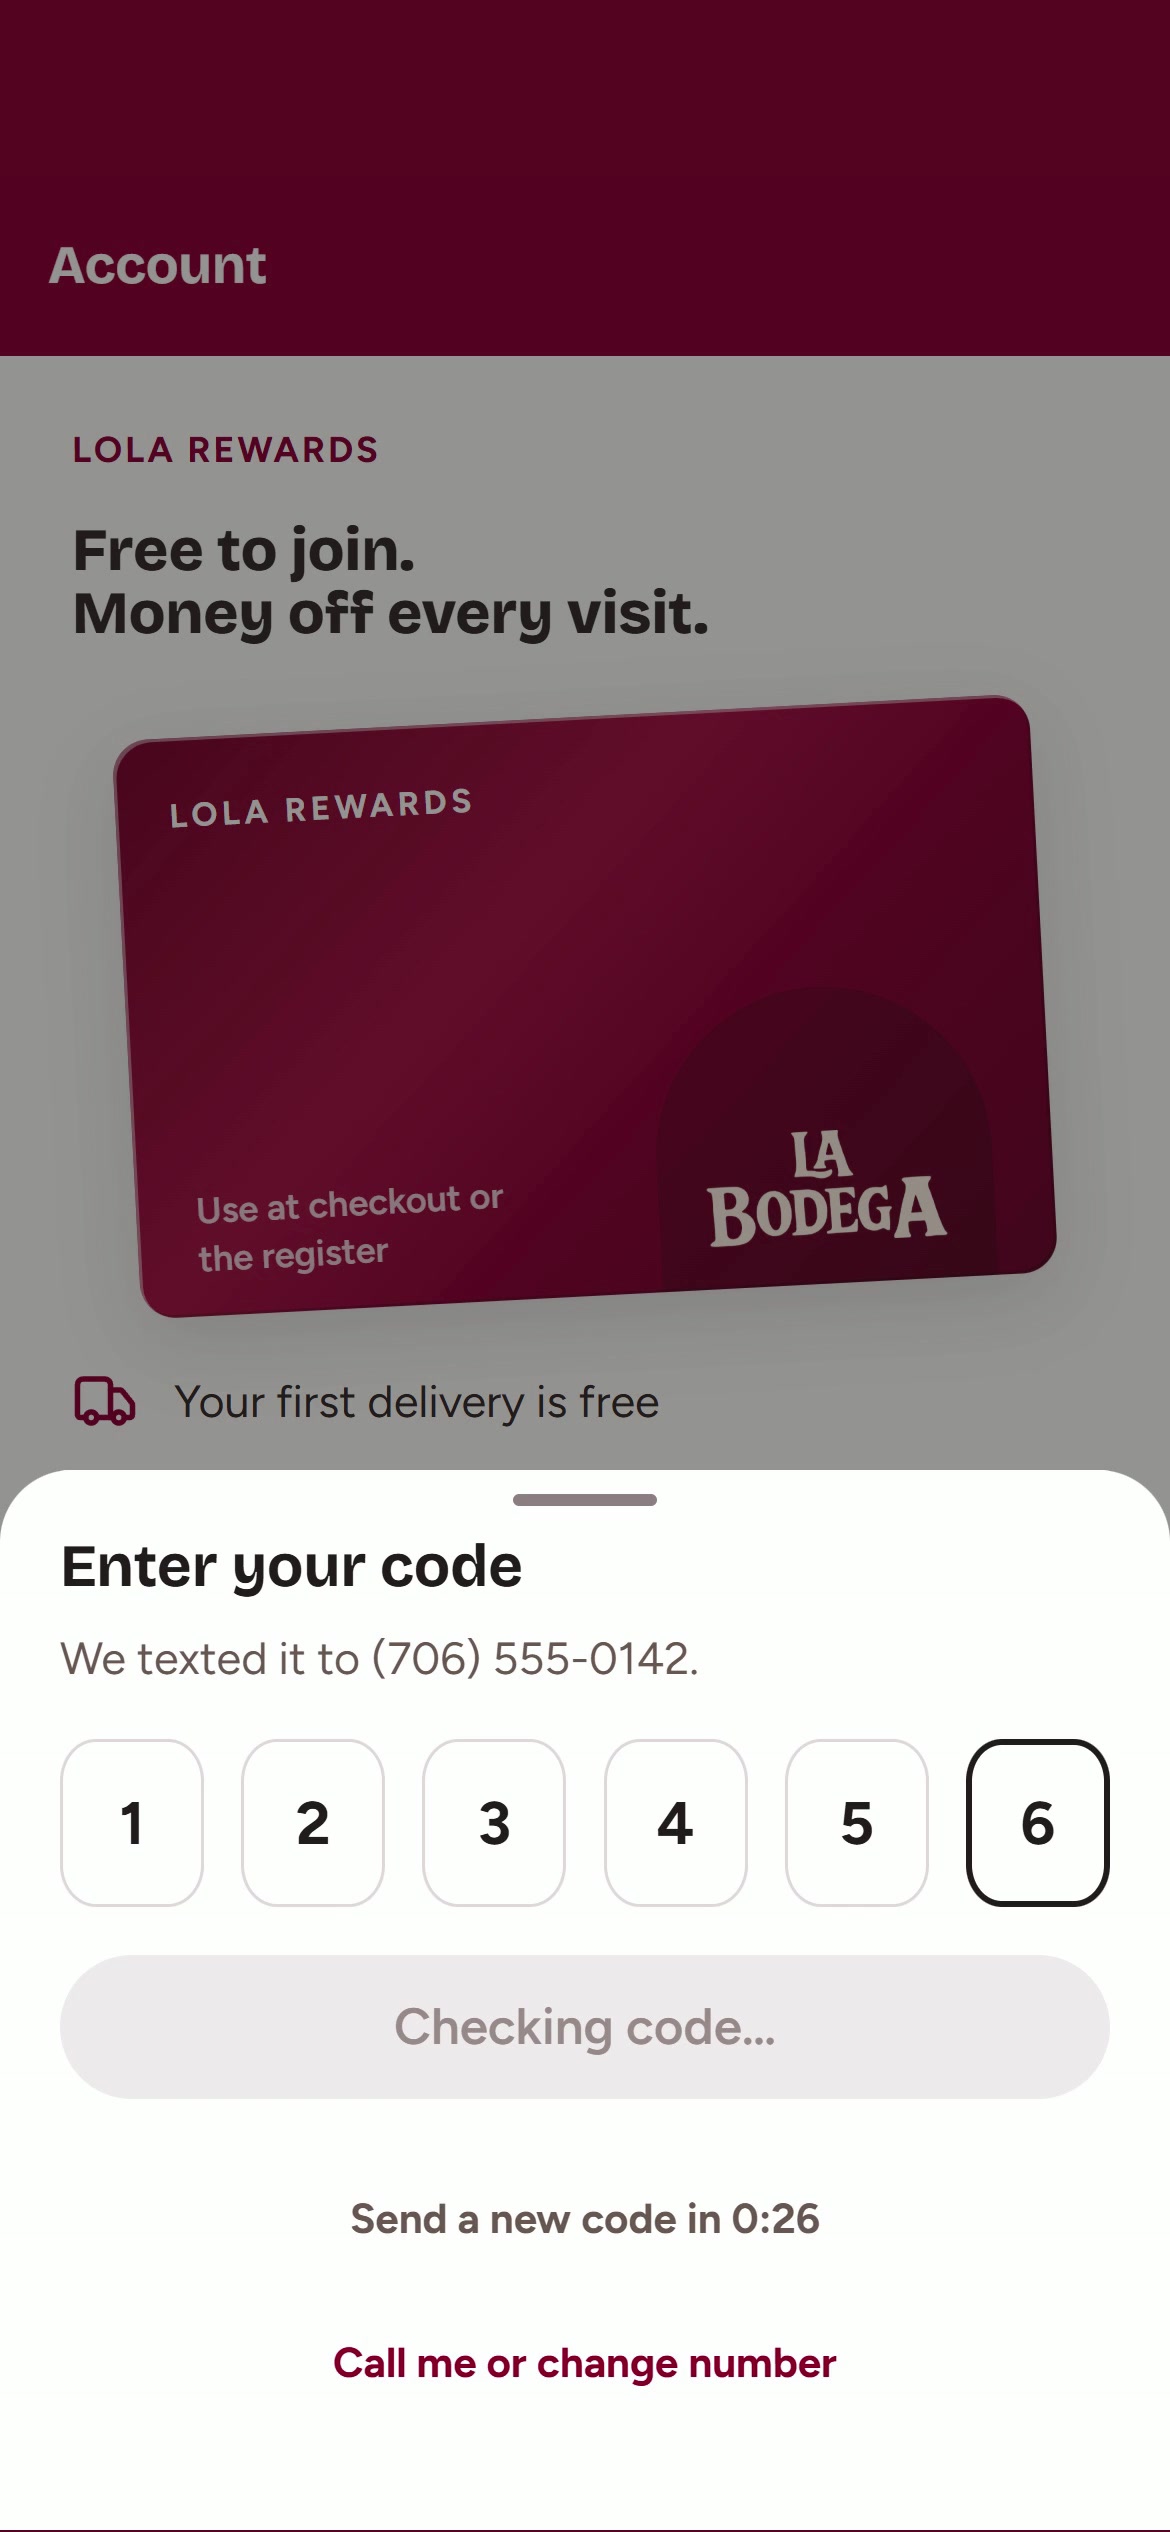 Account
LOLA REWARDS
Free to join.
Money off every visit.
LOLA REWARDS
Use at checkout or
the register
LA
BODEGA
Your first delivery is free
Enter your code
We texted it to (706) 555-0142.
1 2 3 4 5 6
Checking code...
Send a new code in 0:26
Call me or change number